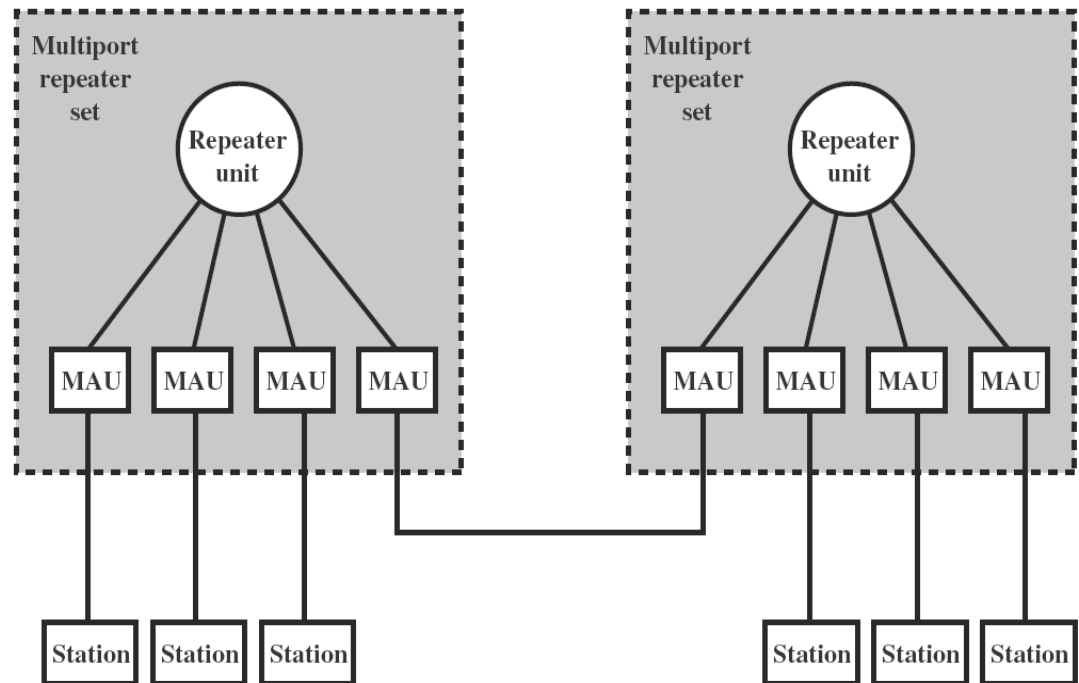 Multiport
repeater
set
Repeater
unit
MAU
MAU
MAU
MAU
Station
Station
Station
Multiport
repeater
set
Repeater
unit
MAU
MAU
MAU
MAU
Station
Station
Station